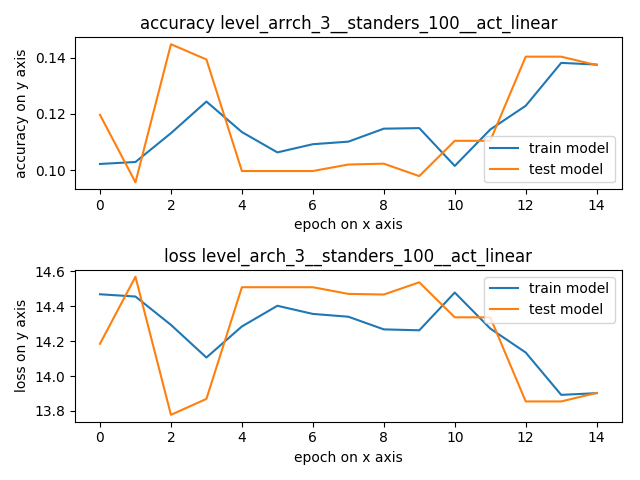 accuracy level_arrch_3__standers_100__act_linear
accuracy on y axis
0.14
0.12
0.10
train model
test model
0 2 4 6 8 10 12 14
epoch on x axis
loss level_arch_3__standers_100__act_linear
loss on y axis
14.6
14.4
14.2
14.0
13.8
train model
test model
0 2 4 6 8 10 12 14
epoch on x axis